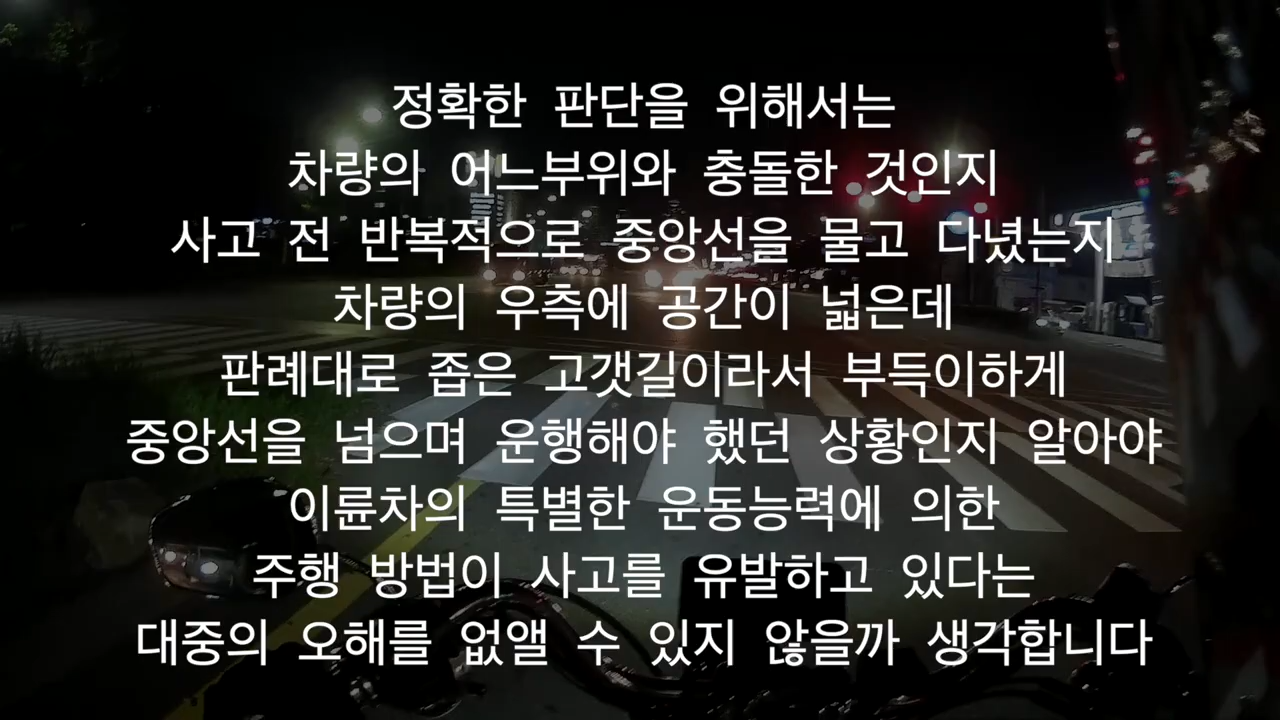 정확한 판단을 위해서는
차량의 어느부위와 충돌한 것인지
사고 전 반복적으로 중앙선을 물고 다녔는지
차량의 우측에 공간이 넓은데
판례대로 좁은 고갯길이라서 부득이하게
중앙선을 넘으며 운행해야 했던 상황인지 알아야
이륜차의 특별한 운동능력에 의한
주행 방법이 사고를 유발하고 있다는
대중의 오해를 없앨 수 있지 않을까 생각합니다